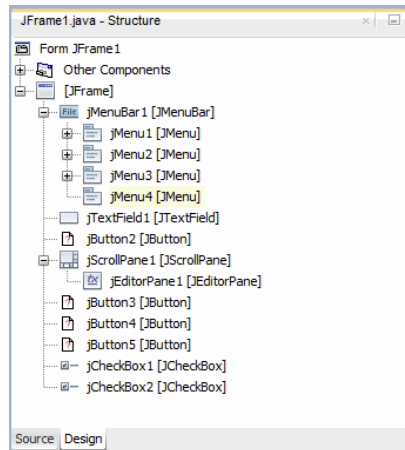 JFrame1.java - Structure
Form JFrame1
Other Components
[JFrame]
File jMenuBar1 [JMenuBar]
jMenu1 [JMenu]
jMenu2 [JMenu]
jMenu3 [JMenu]
jMenu4 [JMenu]
jTextField1 [JTextField]
jButton2 [JButton]
jScrollPane1 [JScrollPane]
jEditorPane1 [JEditorPane]
jButton3 [JButton]
jButton4 [JButton]
jButton5 [JButton]
jCheckBox1 [JCheckBox]
jCheckBox2 [JCheckBox]
Source Design